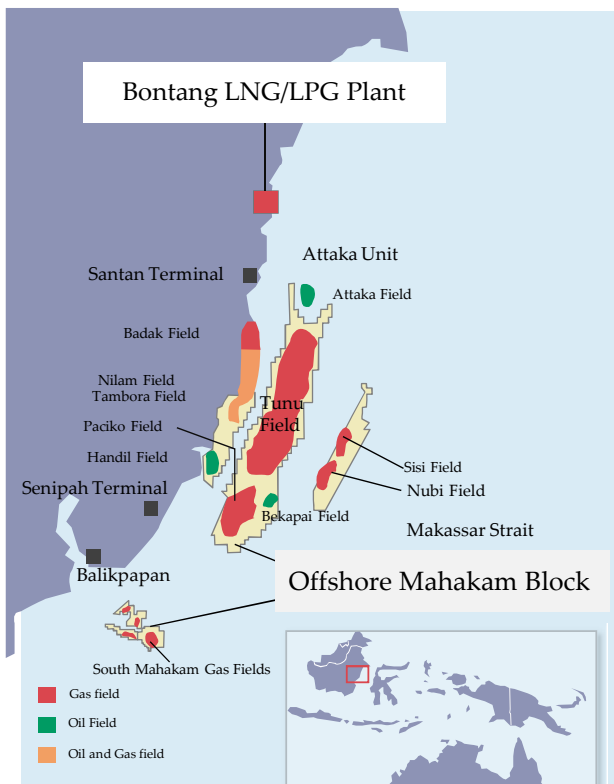 Bontang LNG/LPG Plant
Attaka Unit
Santan Terminal
Attaka Field
Badak Field
Nilam Field
Tambora Field
Tunu
Field
Paciko Field
Handil Field
Sisi Field
Senipah Terminal
Nubi Field
Bekapai Field
Makassar Strait
Balikpapan
Offshore Mahakam Block
South Mahakam Gas Fields
Gas field
Oil Field
Oil and Gas field